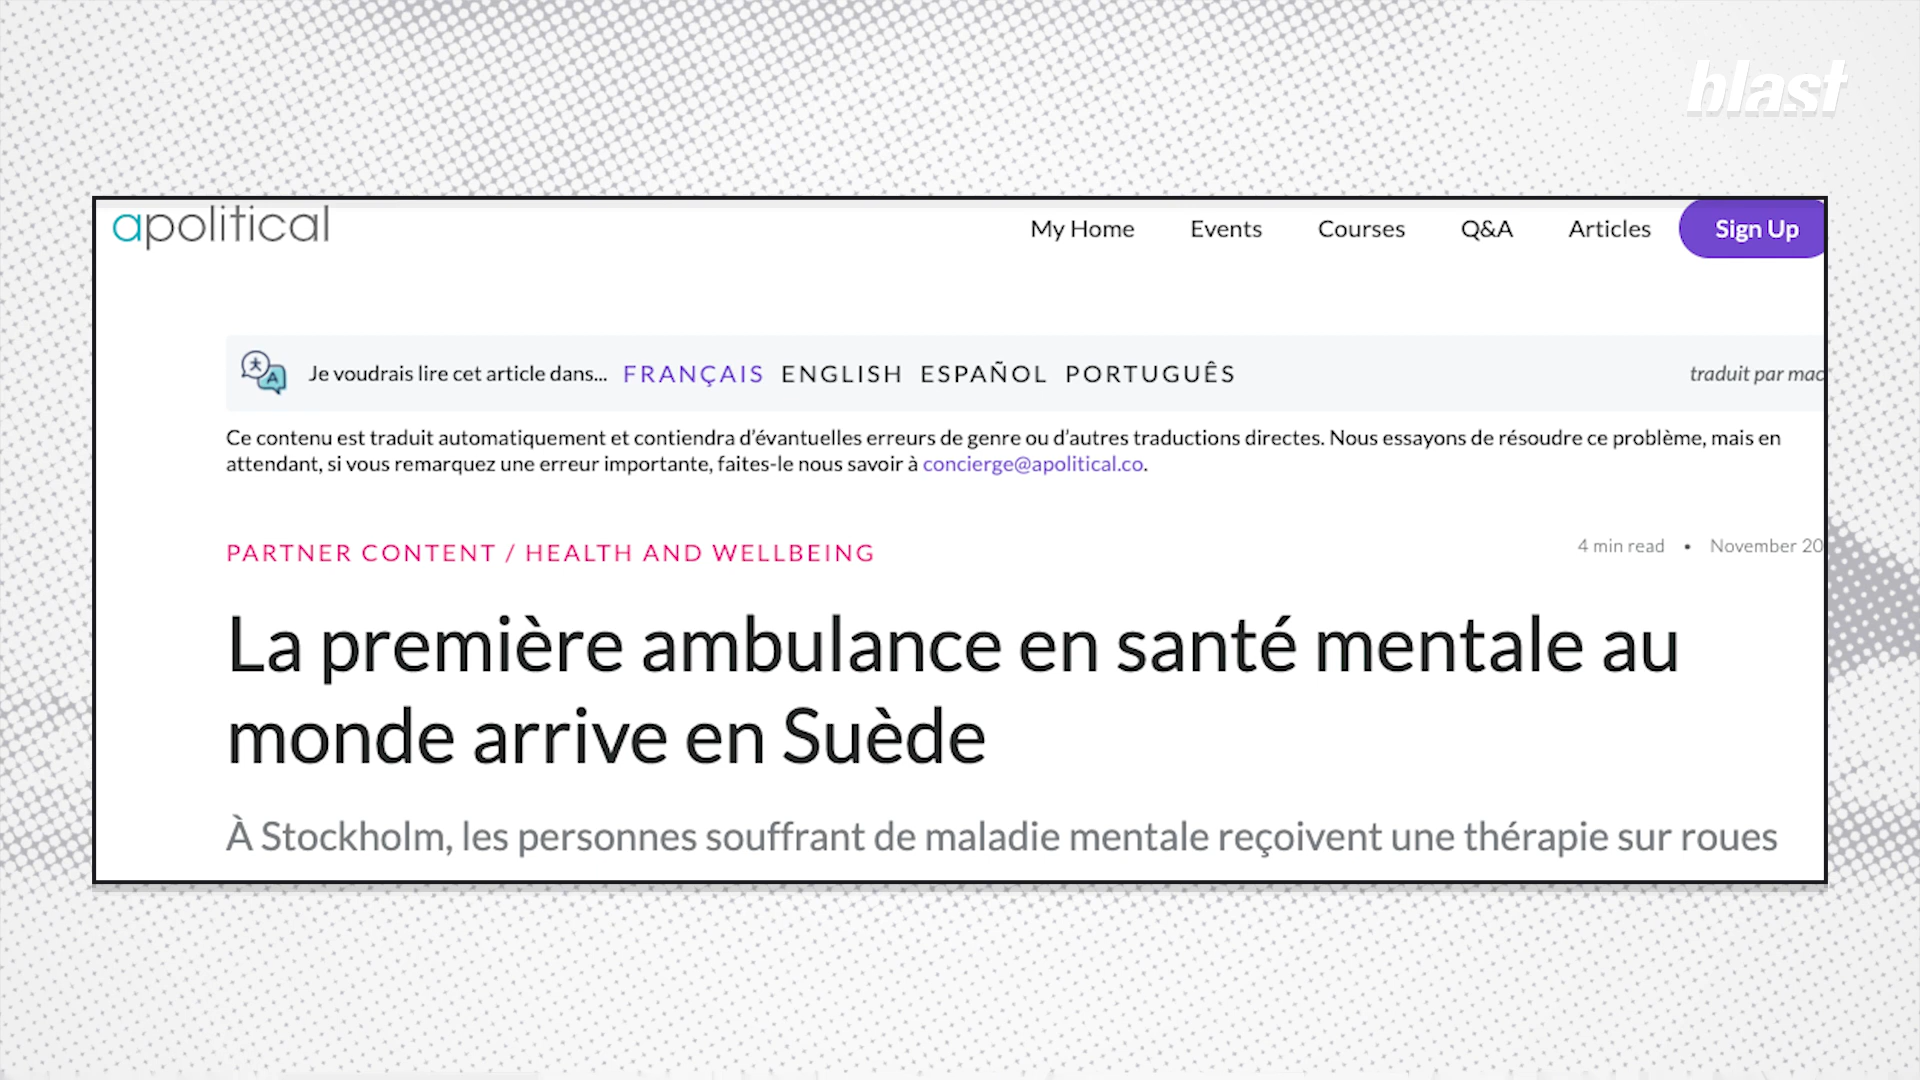 blast
apolitical
My Home Events Courses Q&A Articles Sign Up
Je voudrais lire cet article dans... FRANÇAIS ENGLISH ESPAÑOL PORTUGUÊS traduit par mac
Ce contenu est traduit automatiquement et contiendra d’évantuelles erreurs de genre ou d’autres traductions directes. Nous essayons de résoudre ce problème, mais en
attendant, si vous remarquez une erreur importante, faites-le nous savoir à concierge@apolitical.co.
PARTNER CONTENT / HEALTH AND WELLBEING
4 min read • November 20
La première ambulance en santé mentale au
monde arrive en Suède
À Stockholm, les personnes souffrant de maladie mentale reçoivent une thérapie sur roues